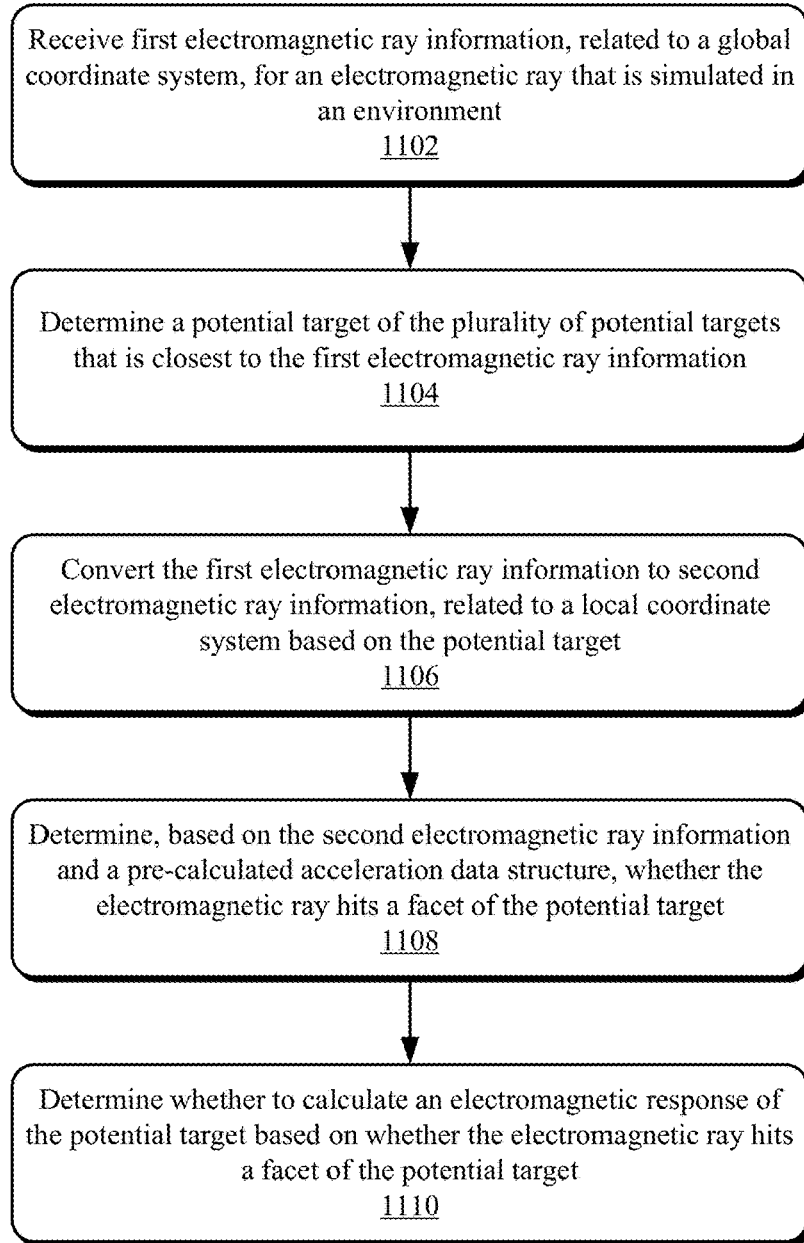 Receive first electromagnetic ray information, related to a global
coordinate system, for an electromagnetic ray that is simulated in
an environment
1102
Determine a potential target of the plurality of potential targets
that is closest to the first electromagnetic ray information
1104
Convert the first electromagnetic ray information to second
electromagnetic ray information, related to a local coordinate
system based on the potential target
1106
Determine, based on the second electromagnetic ray information
and a pre-calculated acceleration data structure, whether the
electromagnetic ray hits a facet of the potential target
1108
Determine whether to calculate an electromagnetic response of
the potential target based on whether the electromagnetic ray hits
a facet of the potential target
1110